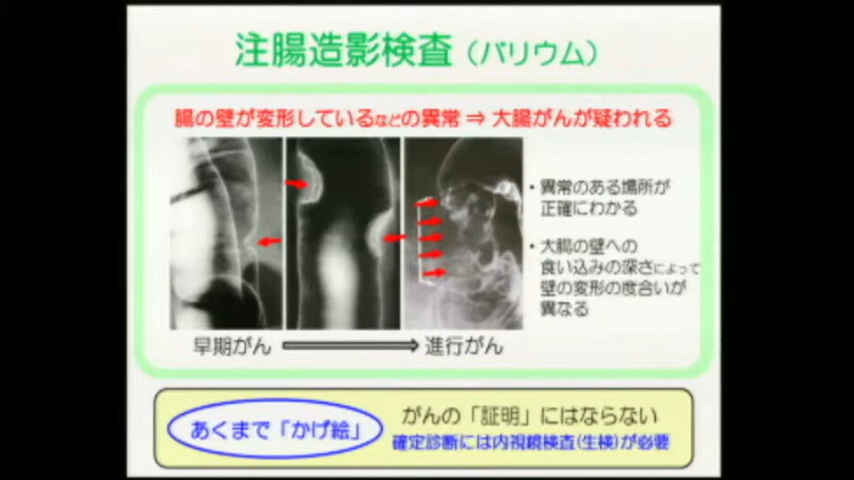 注腸造影検査（バリウム）
腸の壁が変形しているなどの異常 ⇒ 大腸がんが疑われる
・異常のある場所が
正確にわかる
・大腸の壁への
食い込みの深さによって
壁の変形の度合いが
異なる
早期がん
進行がん
あくまで「かげ絵」
がんの「証明」にはならない
確定診断には内視鏡検査(生検)が必要